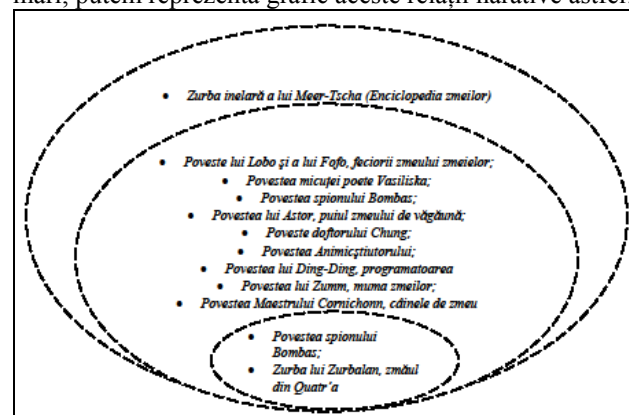 mari, putem reprezenta grafic aceste relații narative astfel
• Zurba inelară a lui Meer-Tscha (Enciclopedia zmeilor)
• Poveste lui Lobo și a lui Fofo, feciorii zmeului zmeielor;
• Povestea micuței poete Vasiliska;
• Povestea spionului Bombas;
• Povestea lui Astor, puiul zmeului de văgăună;
• Poveste doftorului Chung;
• Povestea Animicștiutorului;
• Povestea lui Ding-Ding, programatoarea
• Povestea lui Zumm, muma zmeilor;
• Povestea Maestrului Cornichonn, câinele de zmeu
• Povestea spionului
Bombas;
• Zurba lui Zurbalan, zmăul
din Quatr'a